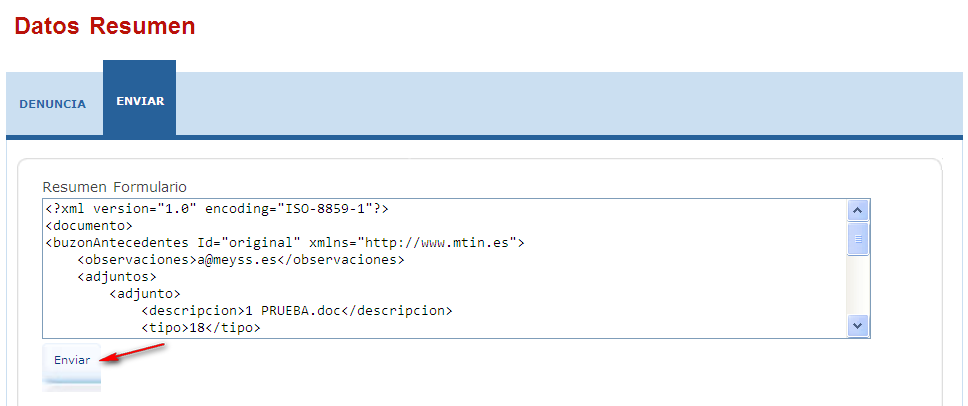 Datos Resumen
DENUNCIA
ENVIAR
Resumen Formulario
<?xml version="1.0" encoding="ISO-8859-1"?>
<documento>
<buzonAntecedentes Id="original" xmlns="http://www.mtin.es">
    <observaciones>a@meyss.es</observaciones>
    <adjuntos>
        <adjunto>
            <descripcion>1 PRUEBA.doc</descripcion>
            <tipo>18</tipo>
Enviar